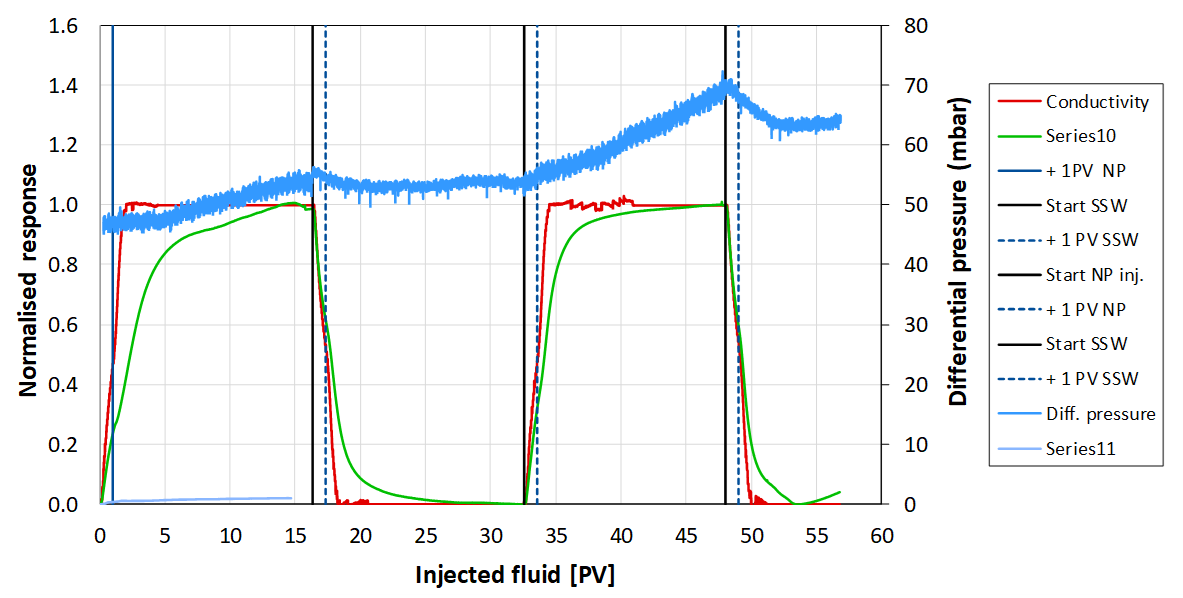 1.6
1.4
1.2
1.0
0.8
0.6
0.4
0.2
0.0
Normalised response
80
70
60
50
40
30
20
10
0
Differential pressure (mbar)
0 5 10 15 20 25 30 35 40 45 50 55 60
Injected fluid [PV]
Conductivity
Series10
+ 1PV NP
Start SSW
+ 1 PV SSW
Start NP inj.
+ 1 PV NP
Start SSW
+ 1 PV SSW
Diff. pressure
Series11